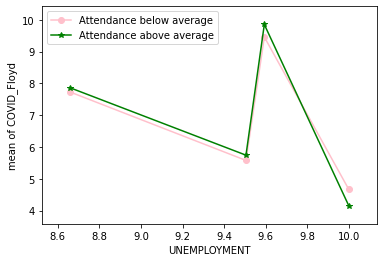 Attendance below average
Attendance above average
mean of COVID_Floyd
10
9
8
7
6
5
4
8.6 8.8 9.0 9.2 9.4 9.6 9.8 10.0
UNEMPLOYMENT